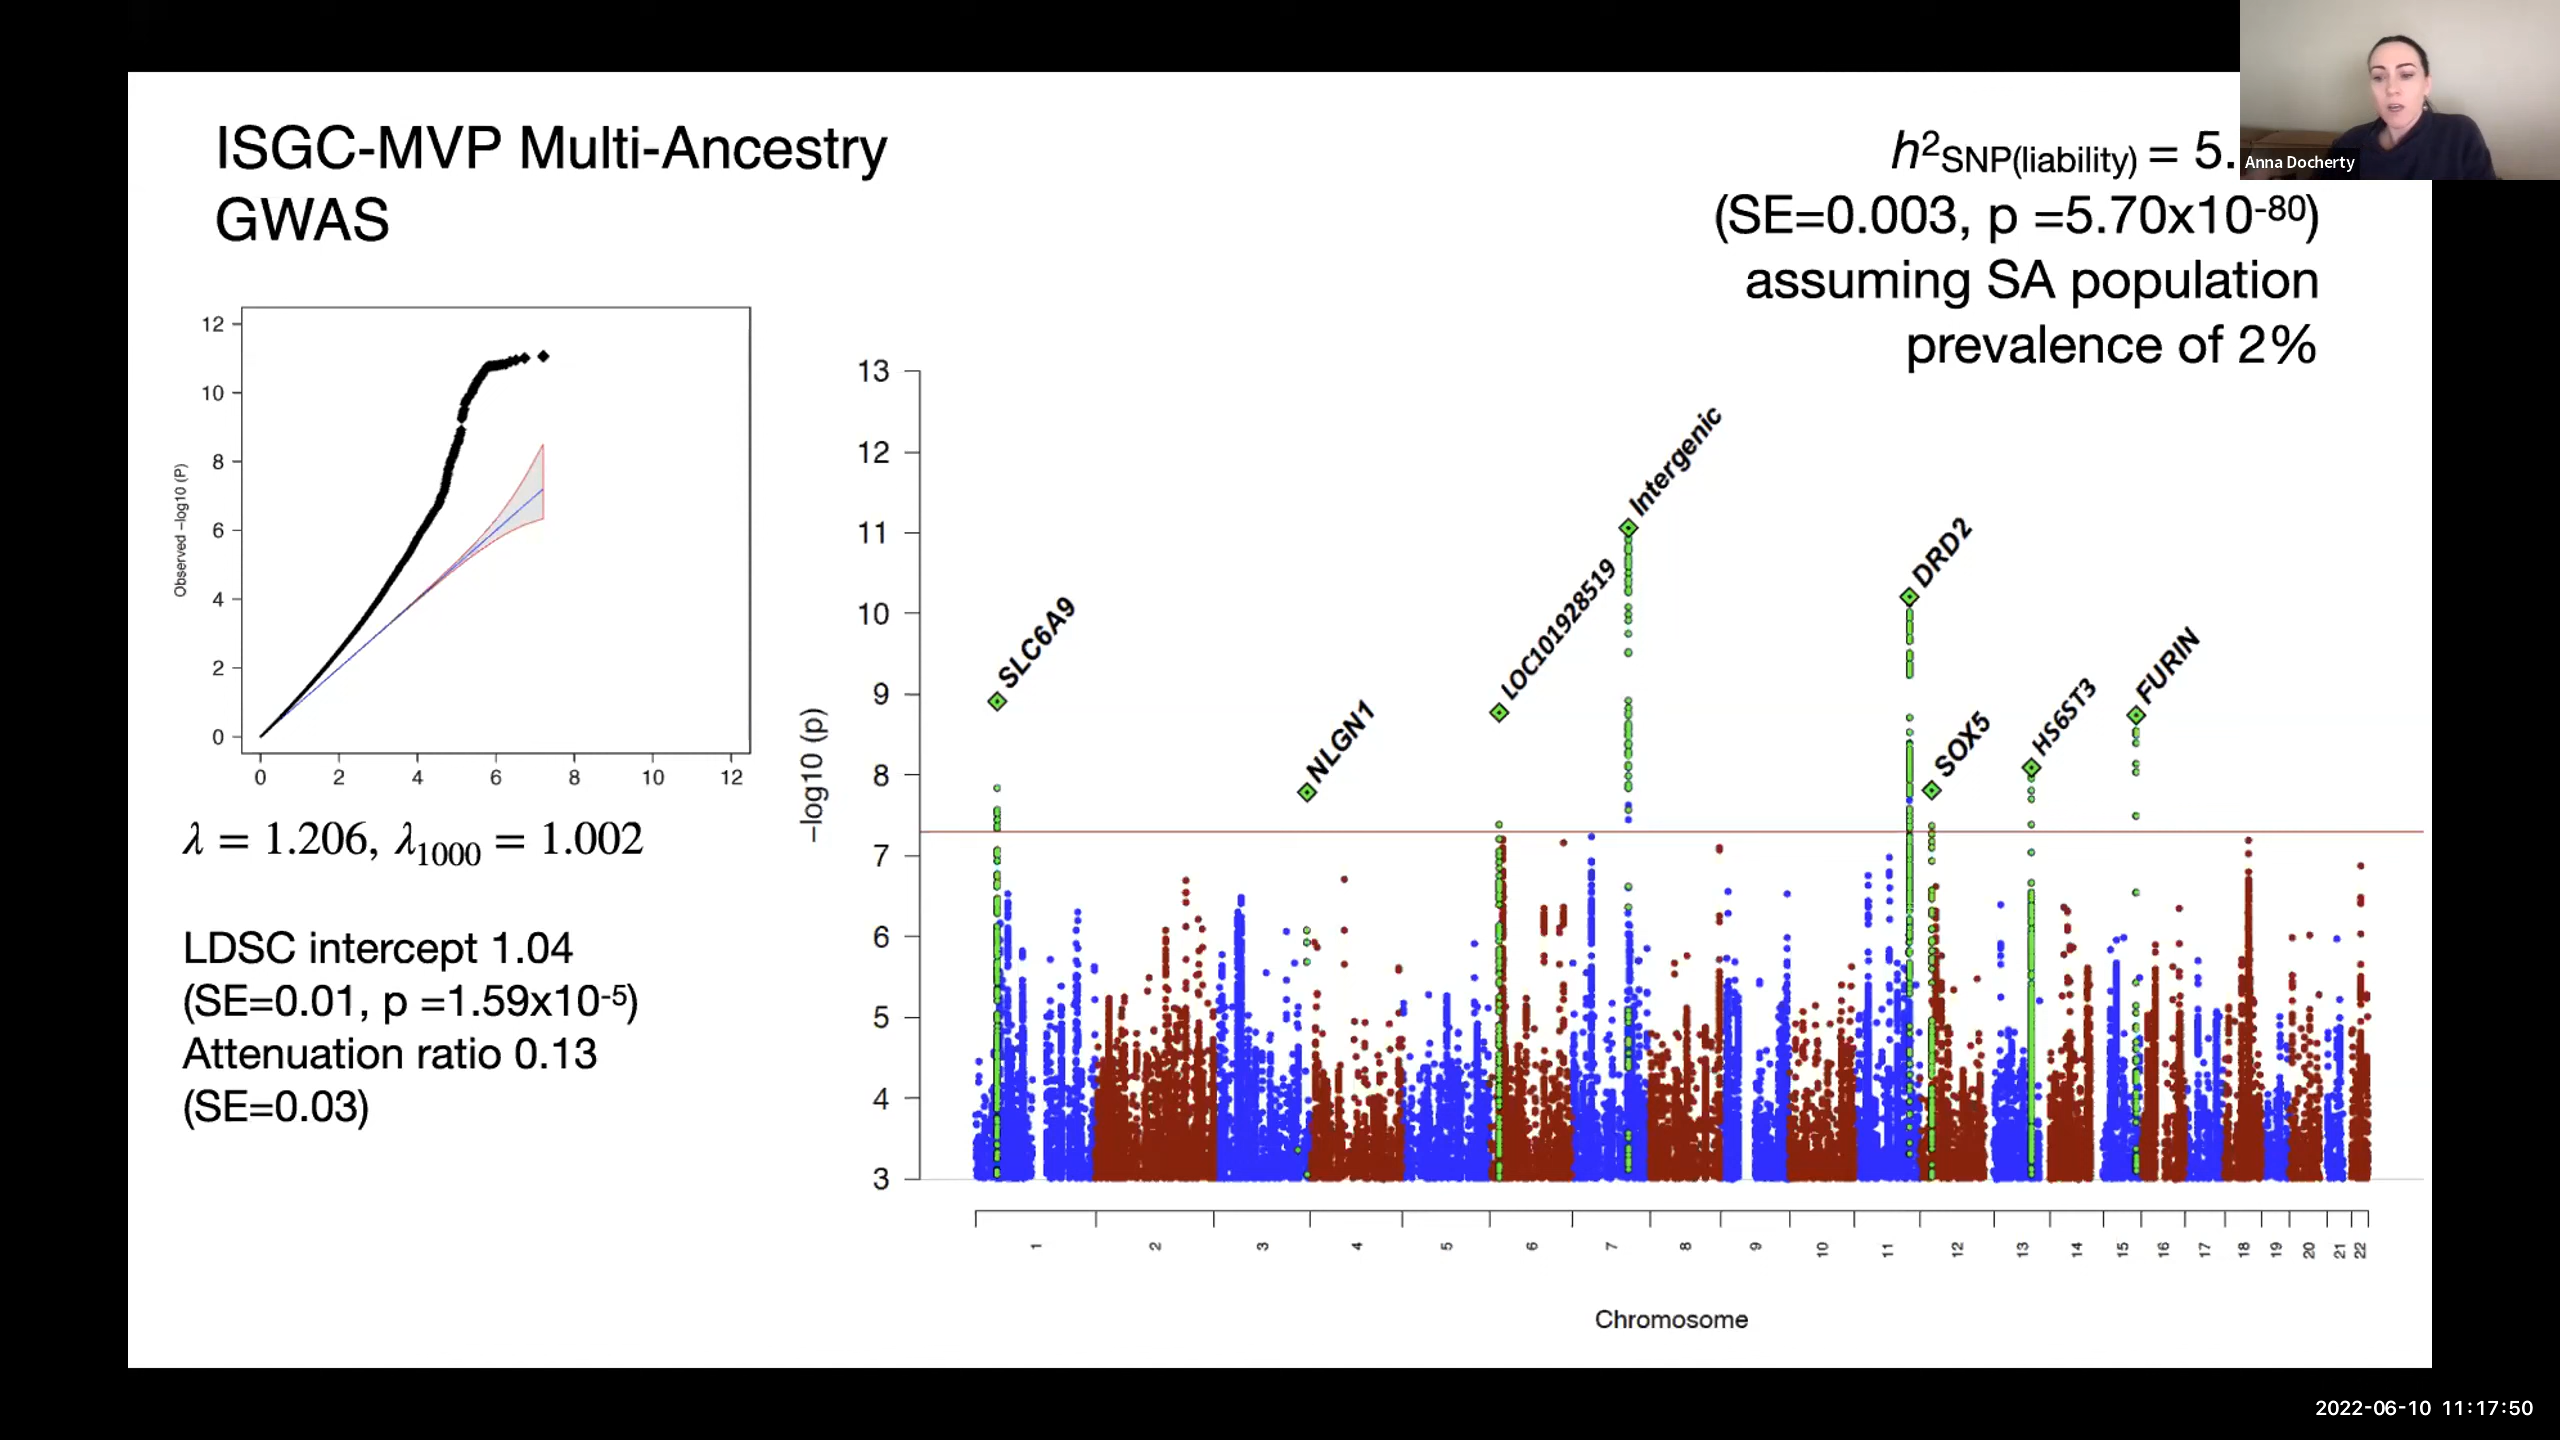 ISGC-MVP Multi-Ancestry
GWAS
h²SNP(liability) = 5.
(SE=0.003, p =5.70x10-80)
assuming SA population
prevalence of 2%
Anna Docherty
12
10
8
6
4
2
0
Observed −log10 (P)
0 2 4 6 8 10 12
λ = 1.206, λ1000 = 1.002
LDSC intercept 1.04
(SE=0.01, p =1.59x10-5)
Attenuation ratio 0.13
(SE=0.03)
13
12
11
10
9
8
7
6
5
4
3
−log10 (p)
SLC6A9
NLGN1
LOC101928519
Intergenic
DRD2
SOX5
HS6ST3
FURIN
1 2 3 4 5 6 7 8 9 10 11 12 13 14 15 16 17 18 19 20 21 22
Chromosome
2022-06-10 11:17:50